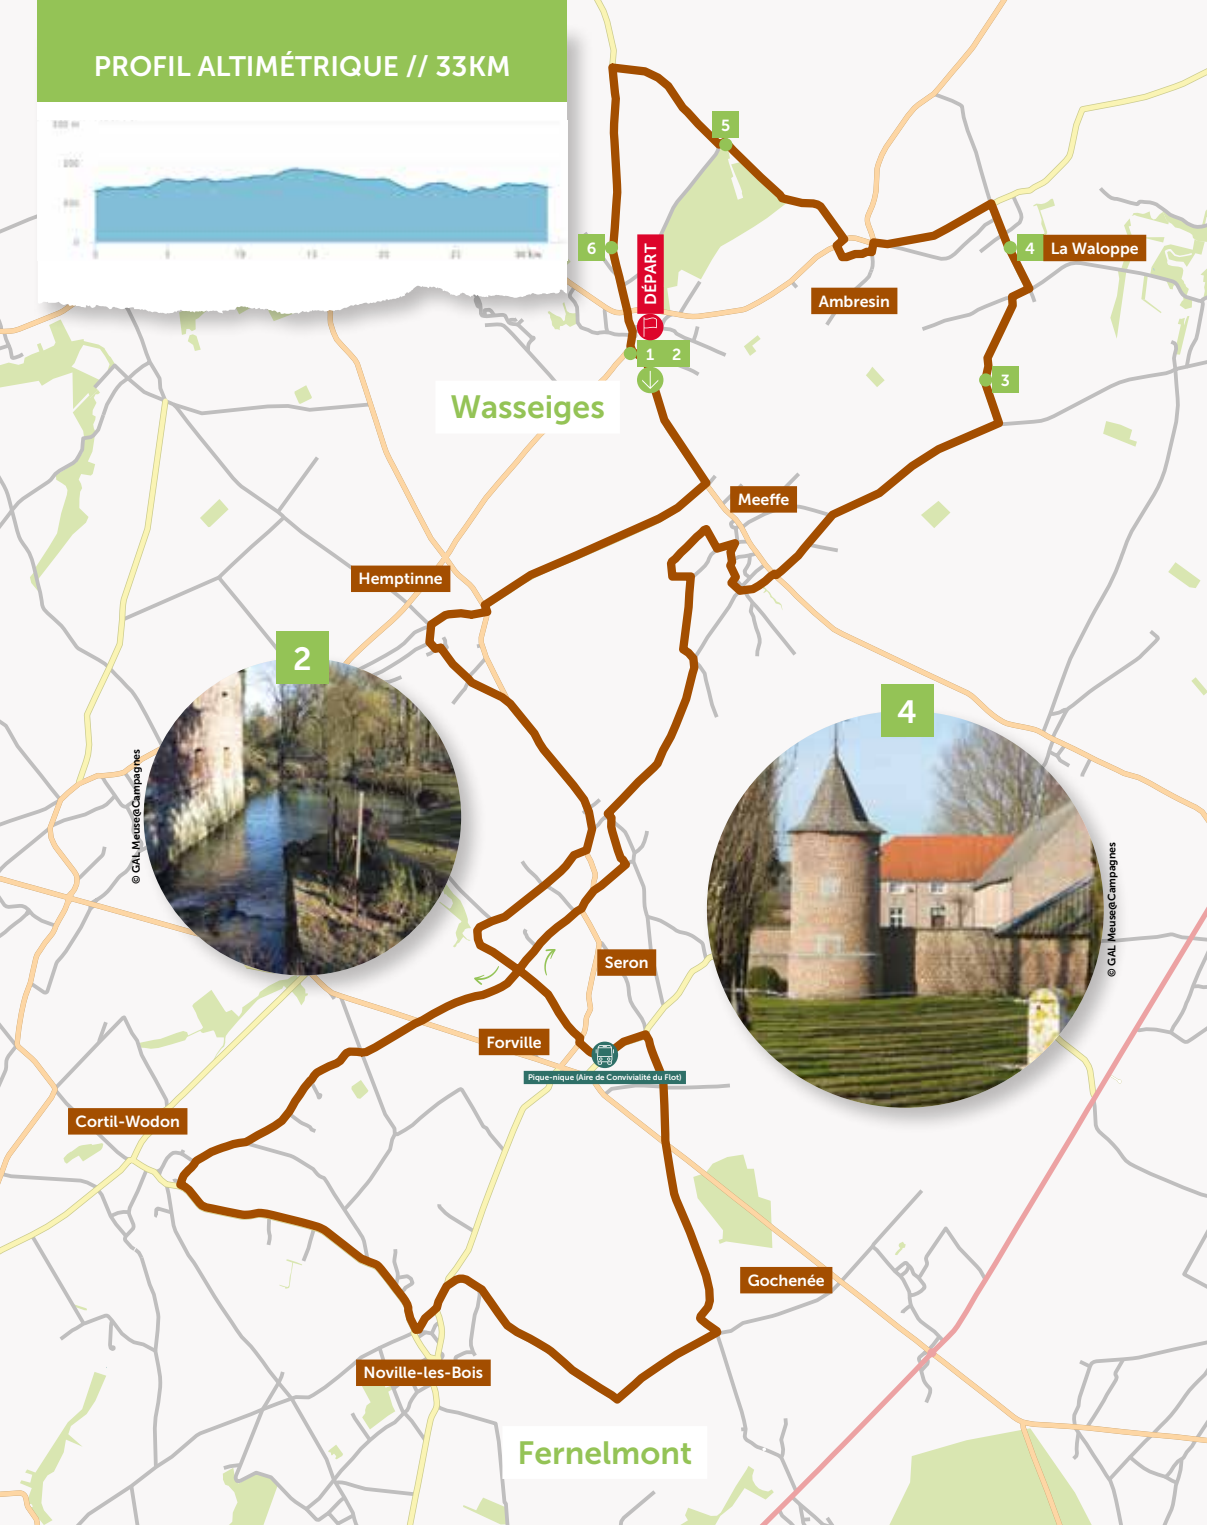 PROFIL ALTIMÉTRIQUE // 33KM
5
6
DÉPART
4 La Waloppe
Ambresin
1 2
3
Wasseiges
Meeffe
Hemptinne
2
4
© GAL Meuse@Campagnes
© GAL Meuse@Campagnes
Seron
Forville
Pique-nique (Aire de Convivialité du Flot)
Cortil-Wodon
Gochenée
Noville-les-Bois
Fernelmont